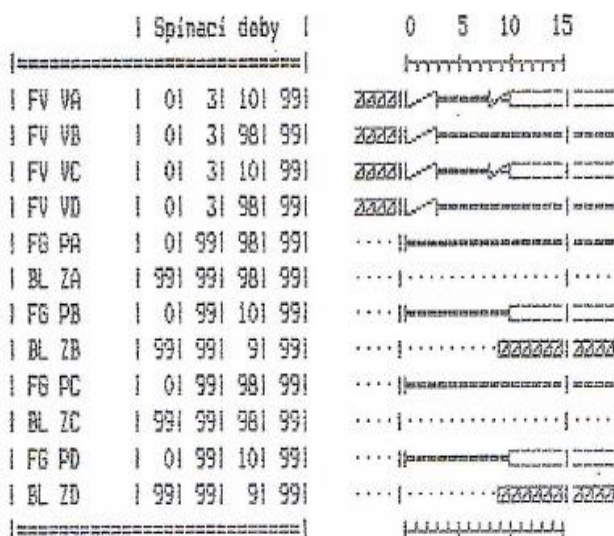 | Spínací doby | 0 5 10 15
| FV VA | 0| 3| 10| 99|
| FV VB | 0| 3| 98| 99|
| FV VC | 0| 3| 10| 99|
| FV VD | 0| 3| 98| 99|
| FG PA | 0| 99| 98| 99|
| BL ZA | 99| 99| 98| 99|
| FG PB | 0| 99| 10| 99|
| BL ZB | 99| 99| 9| 99|
| FG PC | 0| 99| 98| 99|
| BL ZC | 99| 99| 98| 99|
| FG PD | 0| 99| 10| 99|
| BL ZD | 99| 99| 9| 99|